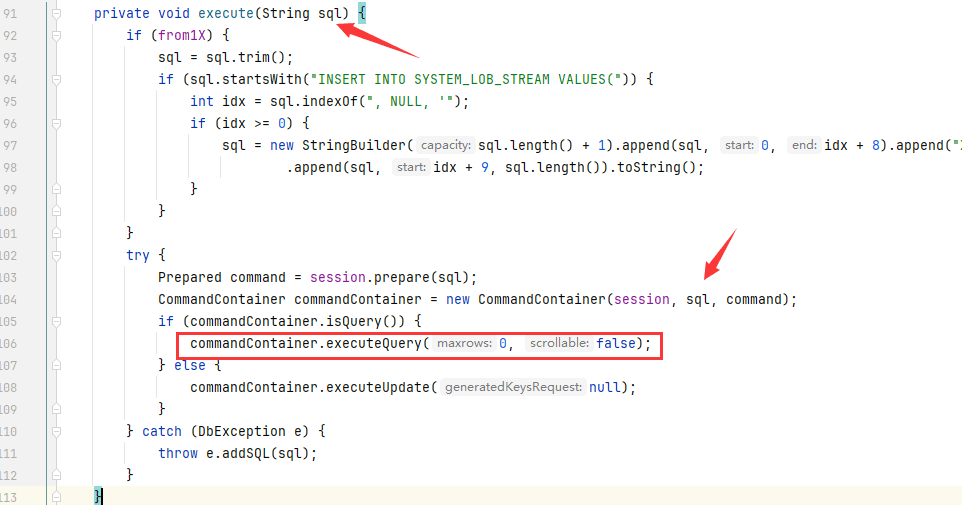 91 private void execute(String sql) {
92 if (from1X) {
93 sql = sql.trim();
94 if (sql.startsWith("INSERT INTO SYSTEM_LOB_STREAM VALUES(")) {
95 int idx = sql.indexOf(", NULL, '");
96 if (idx >= 0) {
97 sql = new StringBuilder( capacity: sql.length() + 1).append(sql, start: 0, end: idx + 8).append("
98 .append(sql, start: idx + 9, sql.length()).toString();
99 }
100 }
101 }
102 try {
103 Prepared command = session.prepare(sql);
104 CommandContainer commandContainer = new CommandContainer(session, sql, command);
105 if (commandContainer.isQuery()) {
106 commandContainer.executeQuery( maxrows: 0, scrollable: false);
107 } else {
108 commandContainer.executeUpdate( generatedKeysRequest: null);
109 }
110 } catch (DbException e) {
111 throw e.addSQL(sql);
112 }
113 }